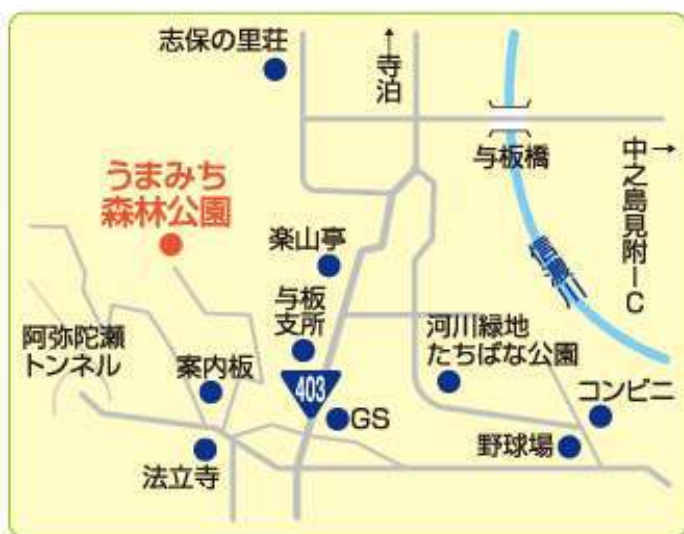 志保の里荘
←寺泊
与板橋
中之島見附IC→
うまみち
森林公園
楽山亭
信濃川
与板
支所
河川緑地
たちばな公園
阿弥陀瀬
トンネル
案内板
403
コンビニ
GS
野球場
法立寺